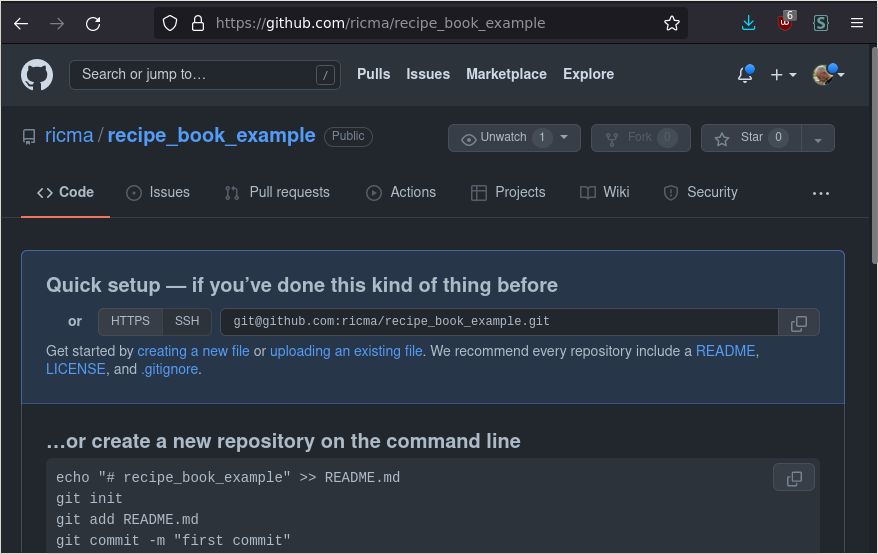 https://github.com/ricma/recipe_book_example
6
Search or jump to… /
Pulls Issues Marketplace Explore
ricma / recipe_book_example Public
Unwatch 1 Fork 0 Star 0
Code Issues Pull requests Actions Projects Wiki Security
Quick setup — if you’ve done this kind of thing before
or HTTPS SSH git@github.com:ricma/recipe_book_example.git
Get started by creating a new file or uploading an existing file. We recommend every repository include a README,
LICENSE, and .gitignore.
…or create a new repository on the command line
echo "# recipe_book_example" >> README.md
git init
git add README.md
git commit -m "first commit"